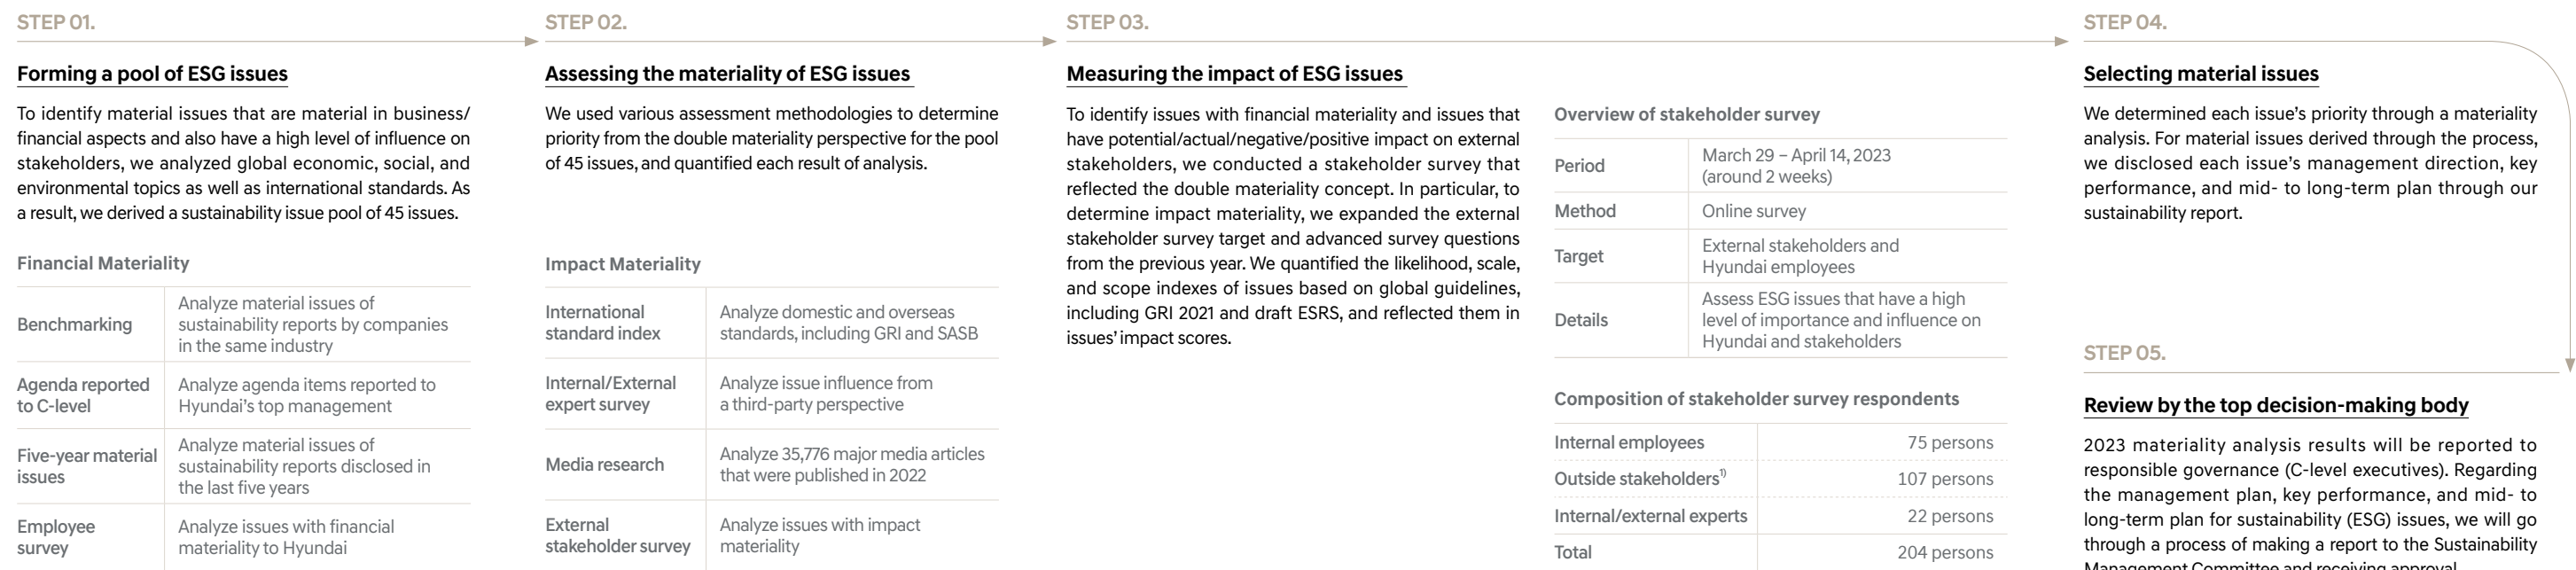 STEP 01.
Forming a pool of ESG issues
To identify material issues that are material in business/
financial aspects and also have a high level of influence on
stakeholders, we analyzed global economic, social, and
environmental topics as well as international standards. As
a result, we derived a sustainability issue pool of 45 issues.
Financial Materiality
Benchmarking
Analyze material issues of
sustainability reports by companies
in the same industry
Agenda reported
to C-level
Analyze agenda items reported to
Hyundai's top management
Five-year material
issues
Analyze material issues of
sustainability reports disclosed in
the last five years
Employee
survey
Analyze issues with financial
materiality to Hyundai
STEP 02.
Assessing the materiality of ESG issues
We used various assessment methodologies to determine
priority from the double materiality perspective for the pool
of 45 issues, and quantified each result of analysis.
Impact Materiality
International
standard index
Analyze domestic and overseas
standards, including GRI and SASB
Internal/External
expert survey
Analyze issue influence from
a third-party perspective
Media research
Analyze 35,776 major media articles
that were published in 2022
External
stakeholder survey
Analyze issues with impact
materiality
STEP 03.
Measuring the impact of ESG issues
To identify issues with financial materiality and issues that
have potential/actual/negative/positive impact on external
stakeholders, we conducted a stakeholder survey that
reflected the double materiality concept. In particular, to
determine impact materiality, we expanded the external
stakeholder survey target and advanced survey questions
from the previous year. We quantified the likelihood, scale,
and scope indexes of issues based on global guidelines,
including GRI 2021 and draft ESRS, and reflected them in
issues' impact scores.
Overview of stakeholder survey
Period
March 29 – April 14, 2023
(around 2 weeks)
Method
Online survey
Target
External stakeholders and
Hyundai employees
Details
Assess ESG issues that have a high
level of importance and influence on
Hyundai and stakeholders
Composition of stakeholder survey respondents
Internal employees 75 persons
Outside stakeholders1) 107 persons
Internal/external experts 22 persons
Total 204 persons
STEP 04.
Selecting material issues
We determined each issue's priority through a materiality
analysis. For material issues derived through the process,
we disclosed each issue's management direction, key
performance, and mid- to long-term plan through our
sustainability report.
STEP 05.
Review by the top decision-making body
2023 materiality analysis results will be reported to
responsible governance (C-level executives). Regarding
the management plan, key performance, and mid- to
long-term plan for sustainability (ESG) issues, we will go
through a process of making a report to the Sustainability
Management Committee and receiving approval.